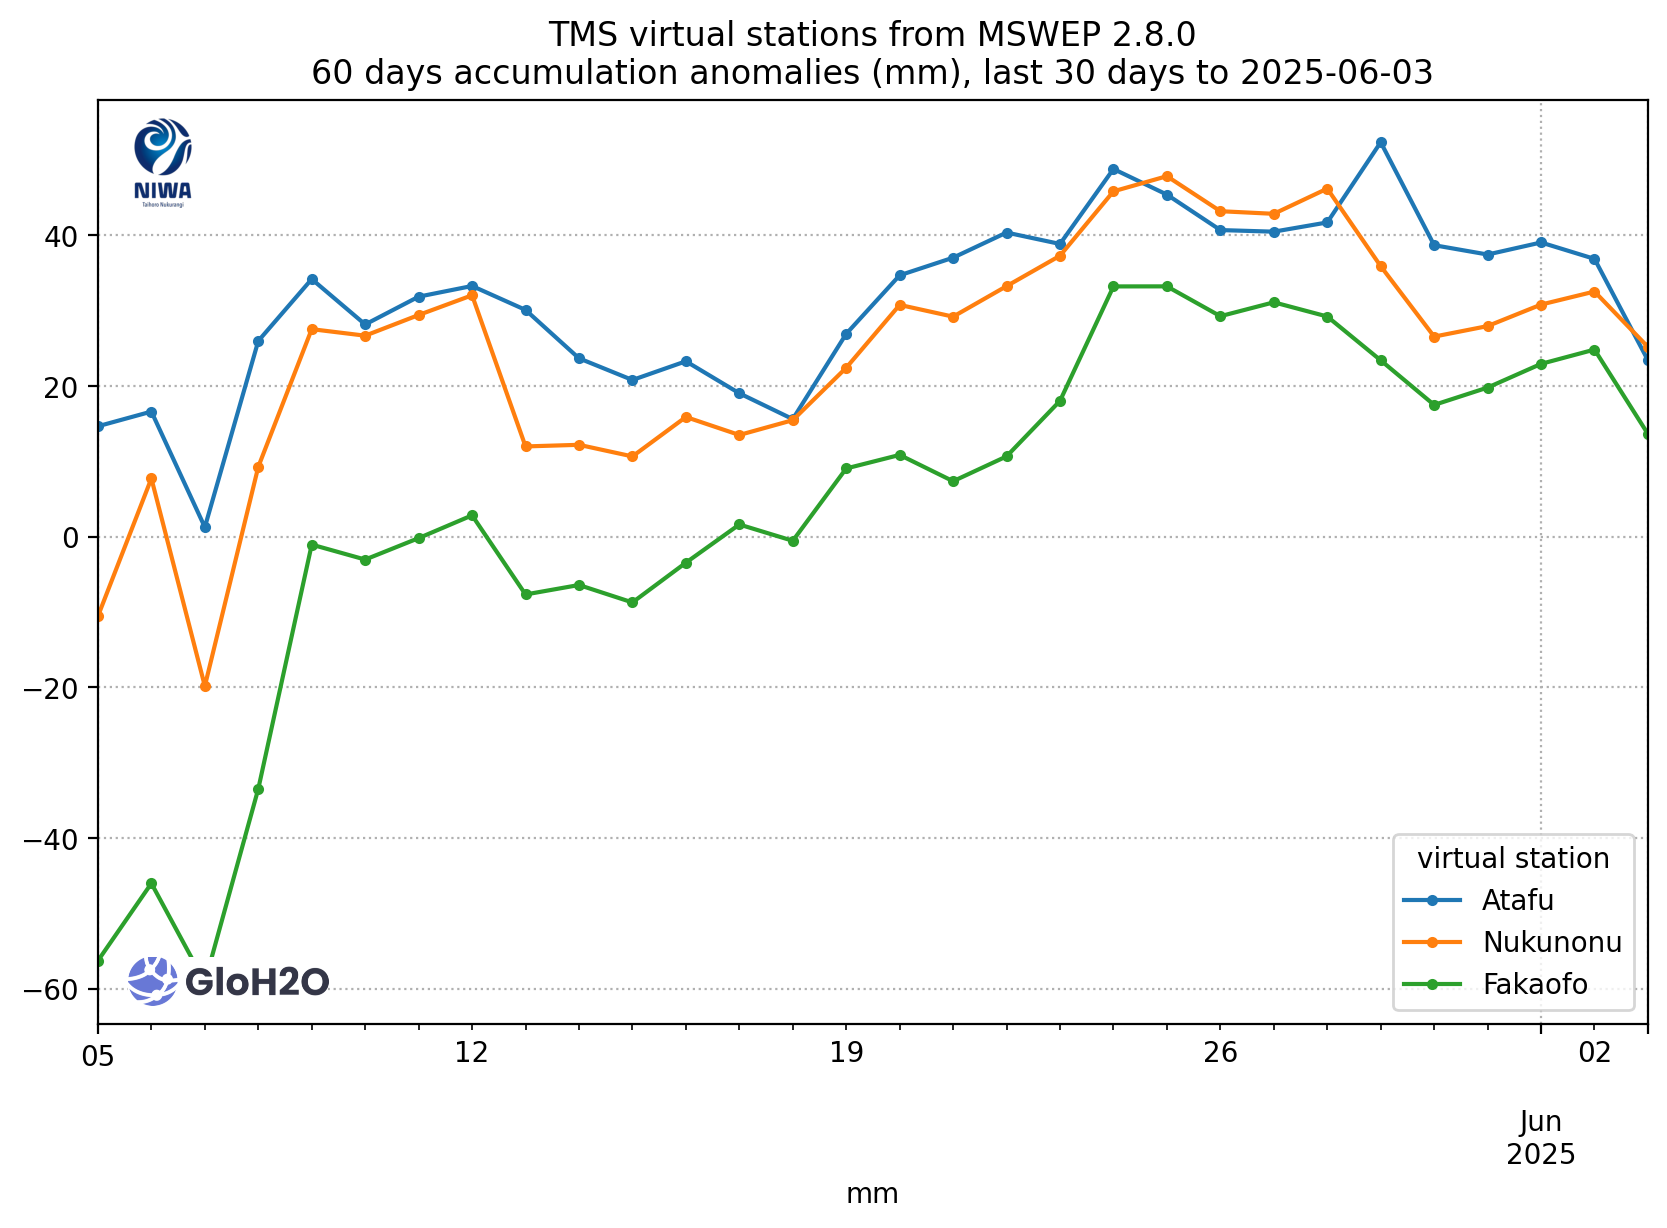 TMS virtual stations from MSWEP 2.8.0
60 days accumulation anomalies (mm), last 30 days to 2025-06-03
NIWA
Taihoro Nukurangi
40
20
0
−20
−40
−60
virtual station
Atafu
Nukunonu
Fakaofo
GloH2O
05 12 19 26 02
Jun
2025
mm